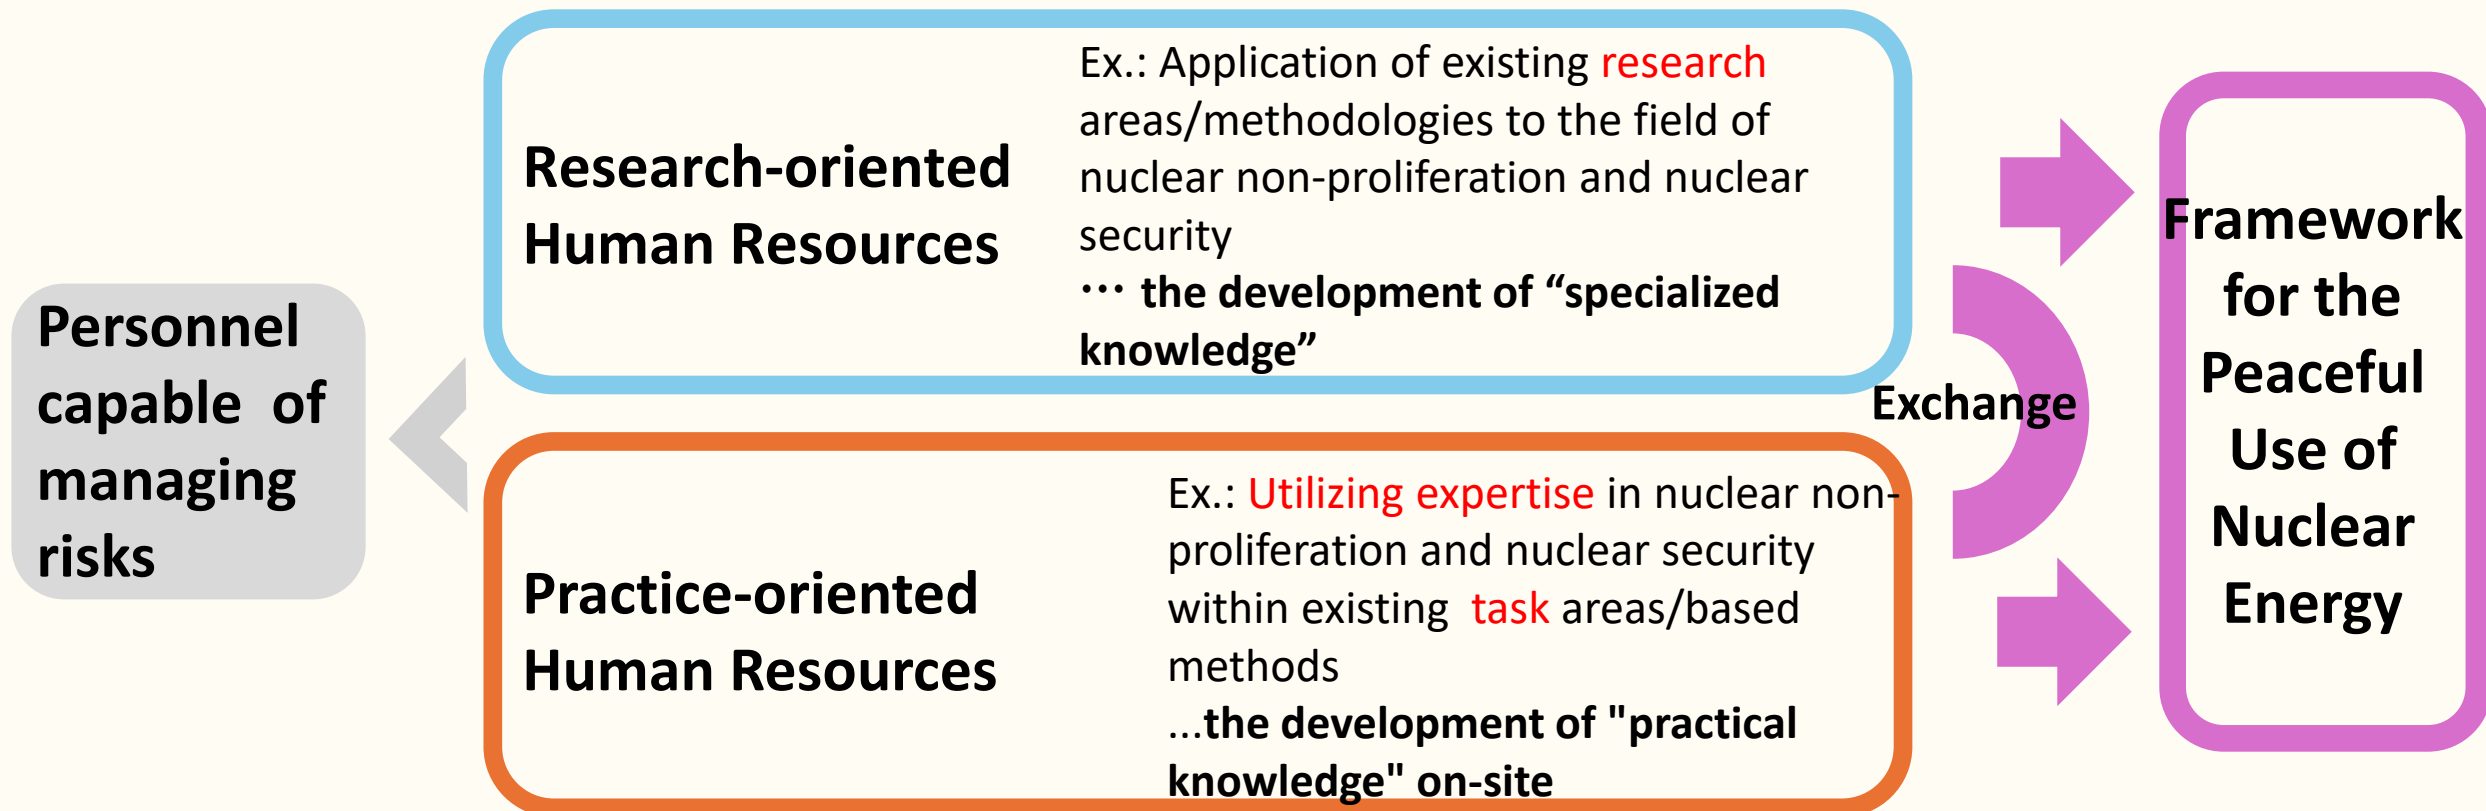 Personnel
capable  of
managing
risks
Research-oriented
Human Resources
Ex.: Application of existing research
areas/methodologies to the field of
nuclear non-proliferation and nuclear
security
… the development of “specialized
knowledge”
Practice-oriented
Human Resources
Ex.: Utilizing expertise in nuclear non-
proliferation and nuclear security
within existing  task areas/based
methods
...the development of "practical
knowledge" on-site
Exchange
Framework
for the
Peaceful
Use of
Nuclear
Energy